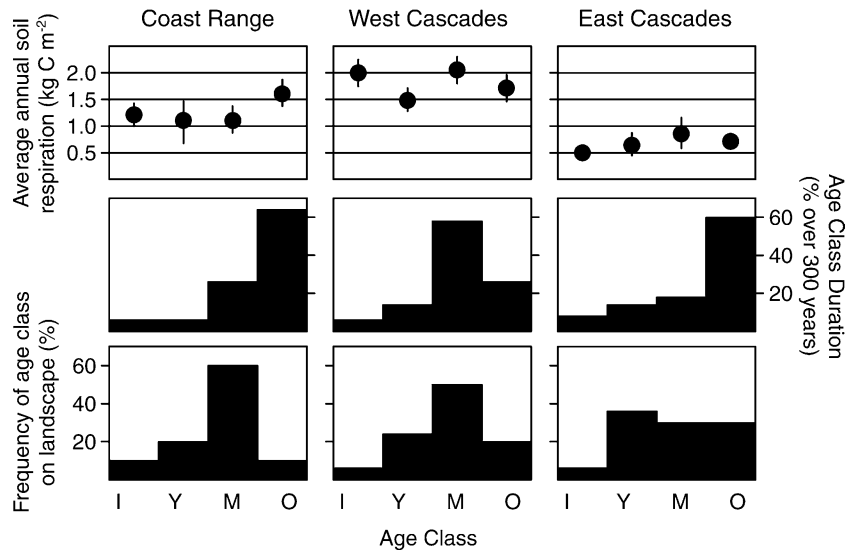 Coast Range
West Cascades
East Cascades
Average annual soil
respiration (kg C m-2)
2.0
1.5
1.0
0.5
Age Class Duration
(% over 300 years)
60
40
20
Frequency of age class
on landscape (%)
60
40
20
I Y M O
I Y M O
I Y M O
Age Class